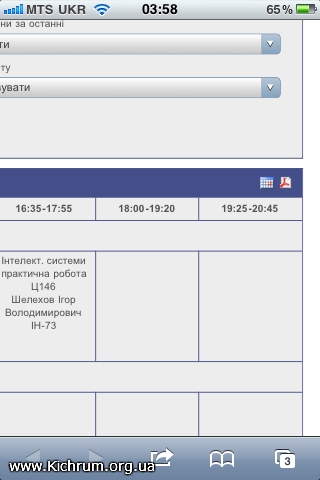 MTS UKR 03:58 65%
ни за останні
ти
ту
увати
16:35-17:55 18:00-19:20 19:25-20:45
Інтелект. системи
практична робота
Ц146
Шелехов Ігор
Володимирович
ІН-73
3
www.Kichrum.org.ua